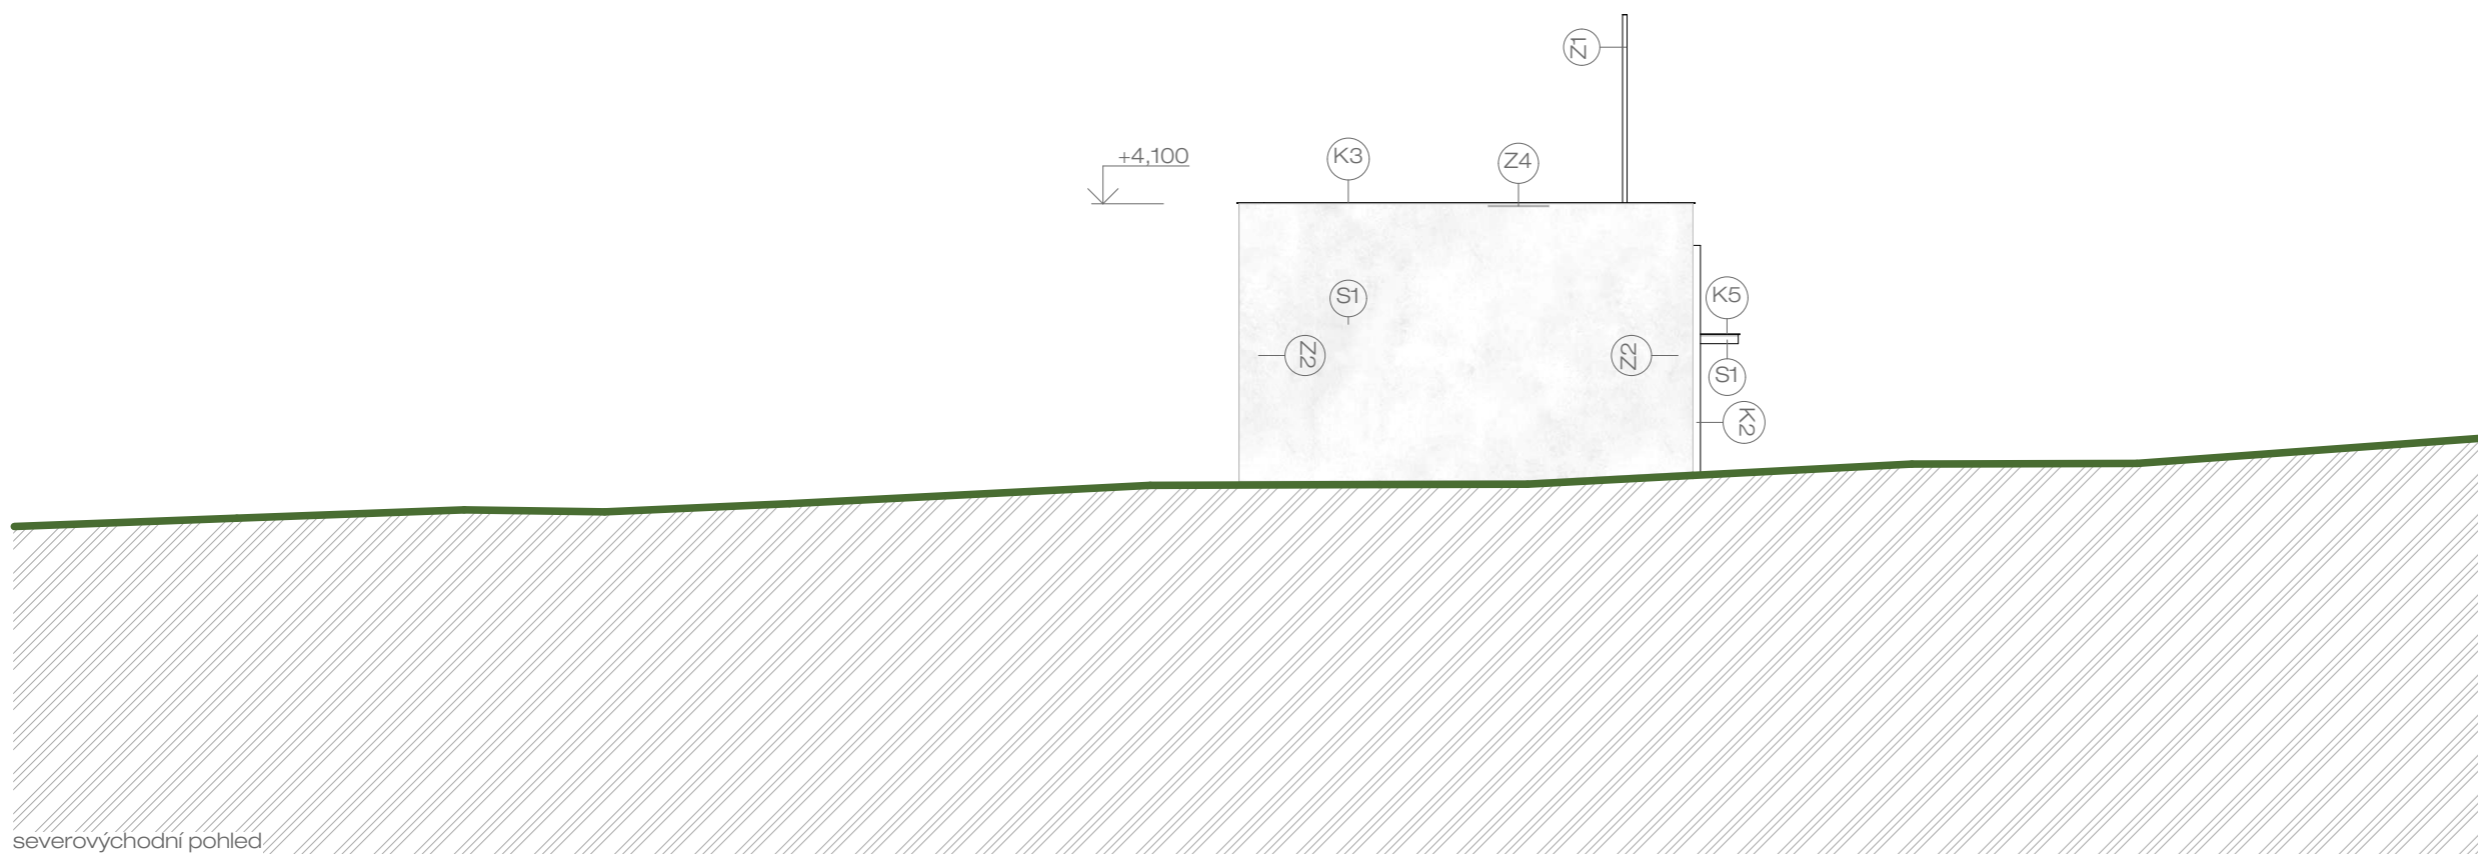 Z1
+4,100
K3
Z4
S1
K5
Z2
Z2
S1
K2
severovýchodní pohled